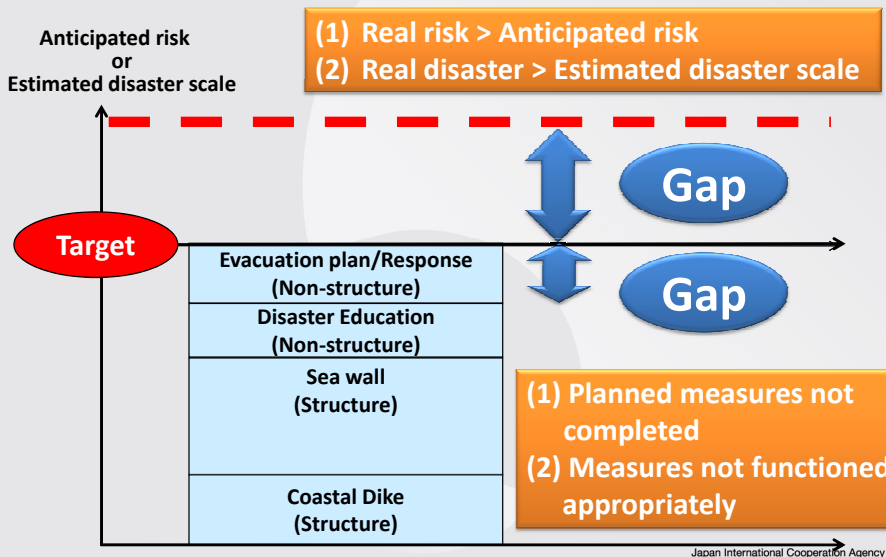 Anticipated risk
or
Estimated disaster scale
(1) Real risk > Anticipated risk
(2) Real disaster > Estimated disaster scale
Gap
Target
Evacuation plan/Response
(Non-structure)
Gap
Disaster Education
(Non-structure)
Sea wall
(Structure)
(1) Planned measures not
completed
(2) Measures not functioned
appropriately
Coastal Dike
(Structure)
Japan International Cooperation Agency